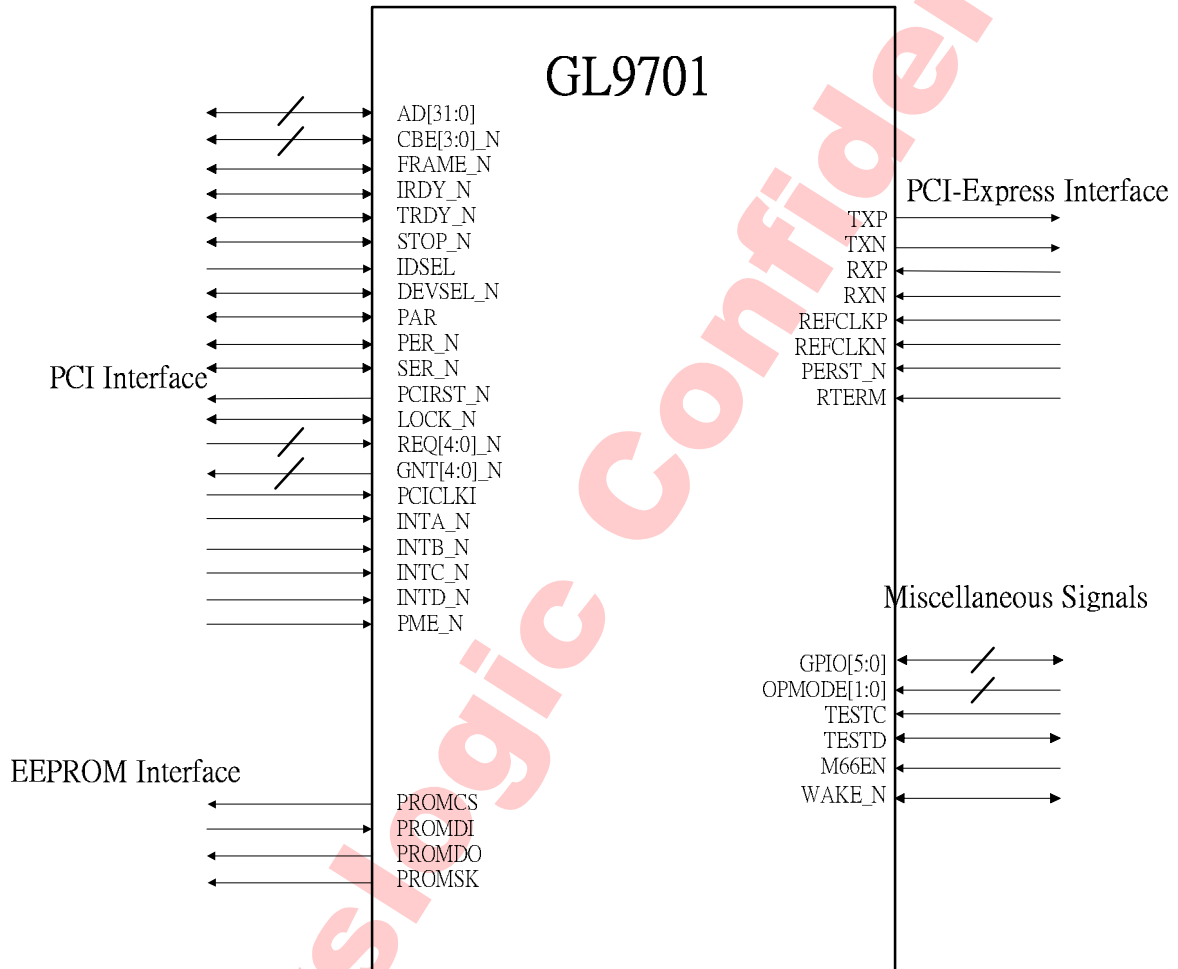 GL9701
AD[31:0]
CBE[3:0]_N
FRAME_N
IRDY_N
TRDY_N
STOP_N
IDSEL
DEVSEL_N
PAR
PER_N
SER_N
PCI Interface
PCIRST_N
LOCK_N
REQ[4:0]_N
GNT[4:0]_N
PCICLKI
INTA_N
INTB_N
INTC_N
INTD_N
PME_N
EEPROM Interface
PROMCS
PROMDI
PROMDO
PROMSK
PCI-Express Interface
TXP
TXN
RXP
RXN
REFCLKP
REFCLKN
PERST_N
RTERM
Miscellaneous Signals
GPIO[5:0]
OPMODE[1:0]
TESTC
TESTD
M66EN
WAKE_N